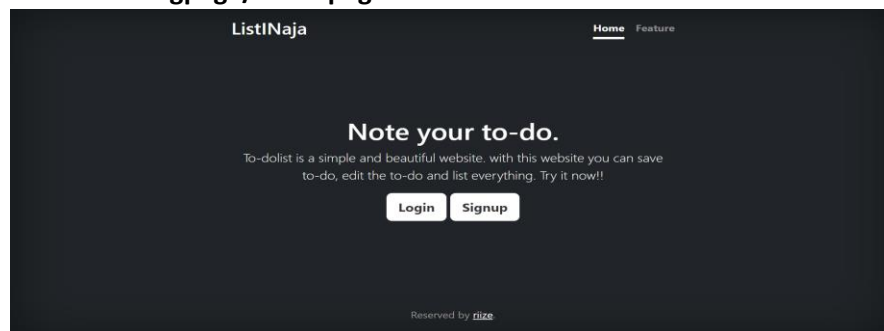 ListINaja
Home Feature
Note your to-do.
To-dolist is a simple and beautiful website. with this website you can save
to-do, edit the to-do and list everything. Try it now!!
Login Signup
Reserved by riize.